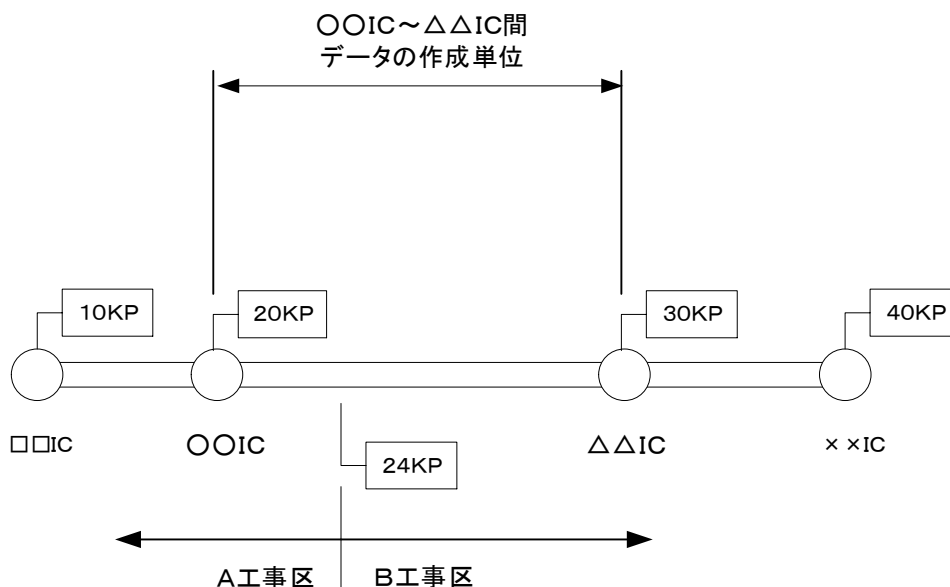 ○○IC～△△IC間
データの作成単位
10KP
20KP
30KP
40KP
□□IC
○○IC
△△IC
××IC
24KP
A工事区
B工事区